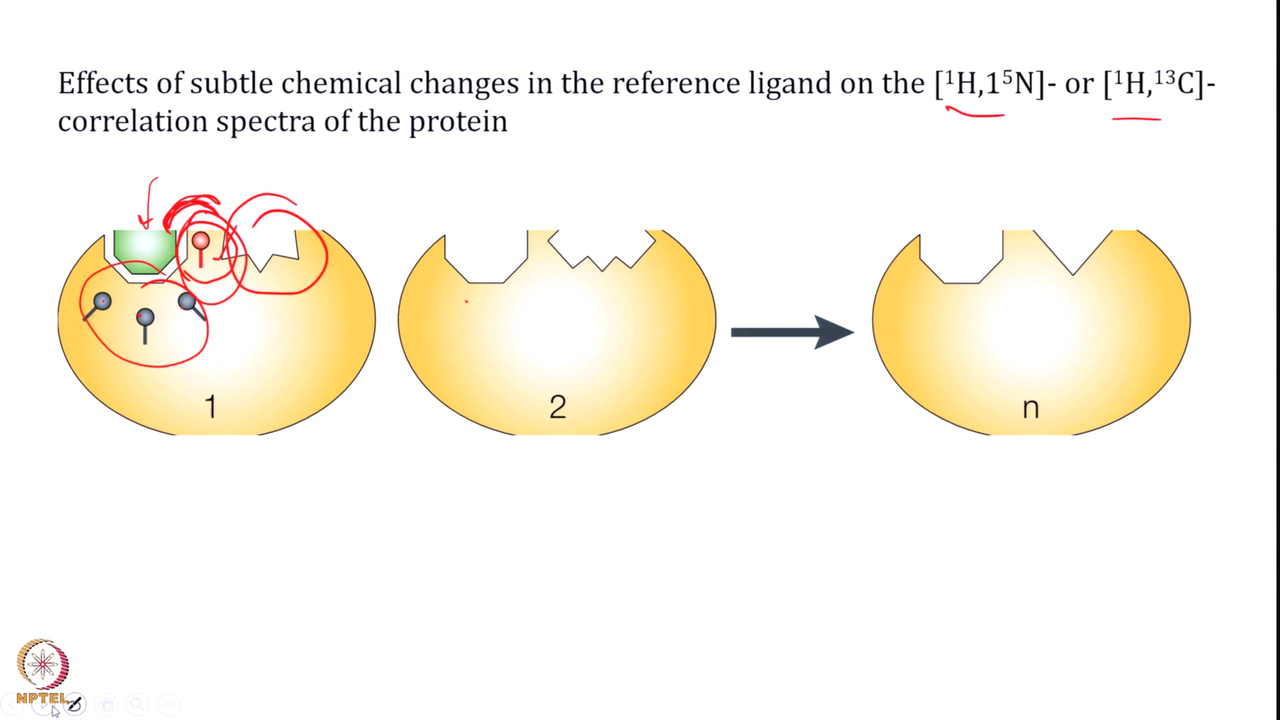 Effects of subtle chemical changes in the reference ligand on the [¹H,1⁵N]- or [¹H,¹³C]-
correlation spectra of the protein
1
2
n
NPTEL